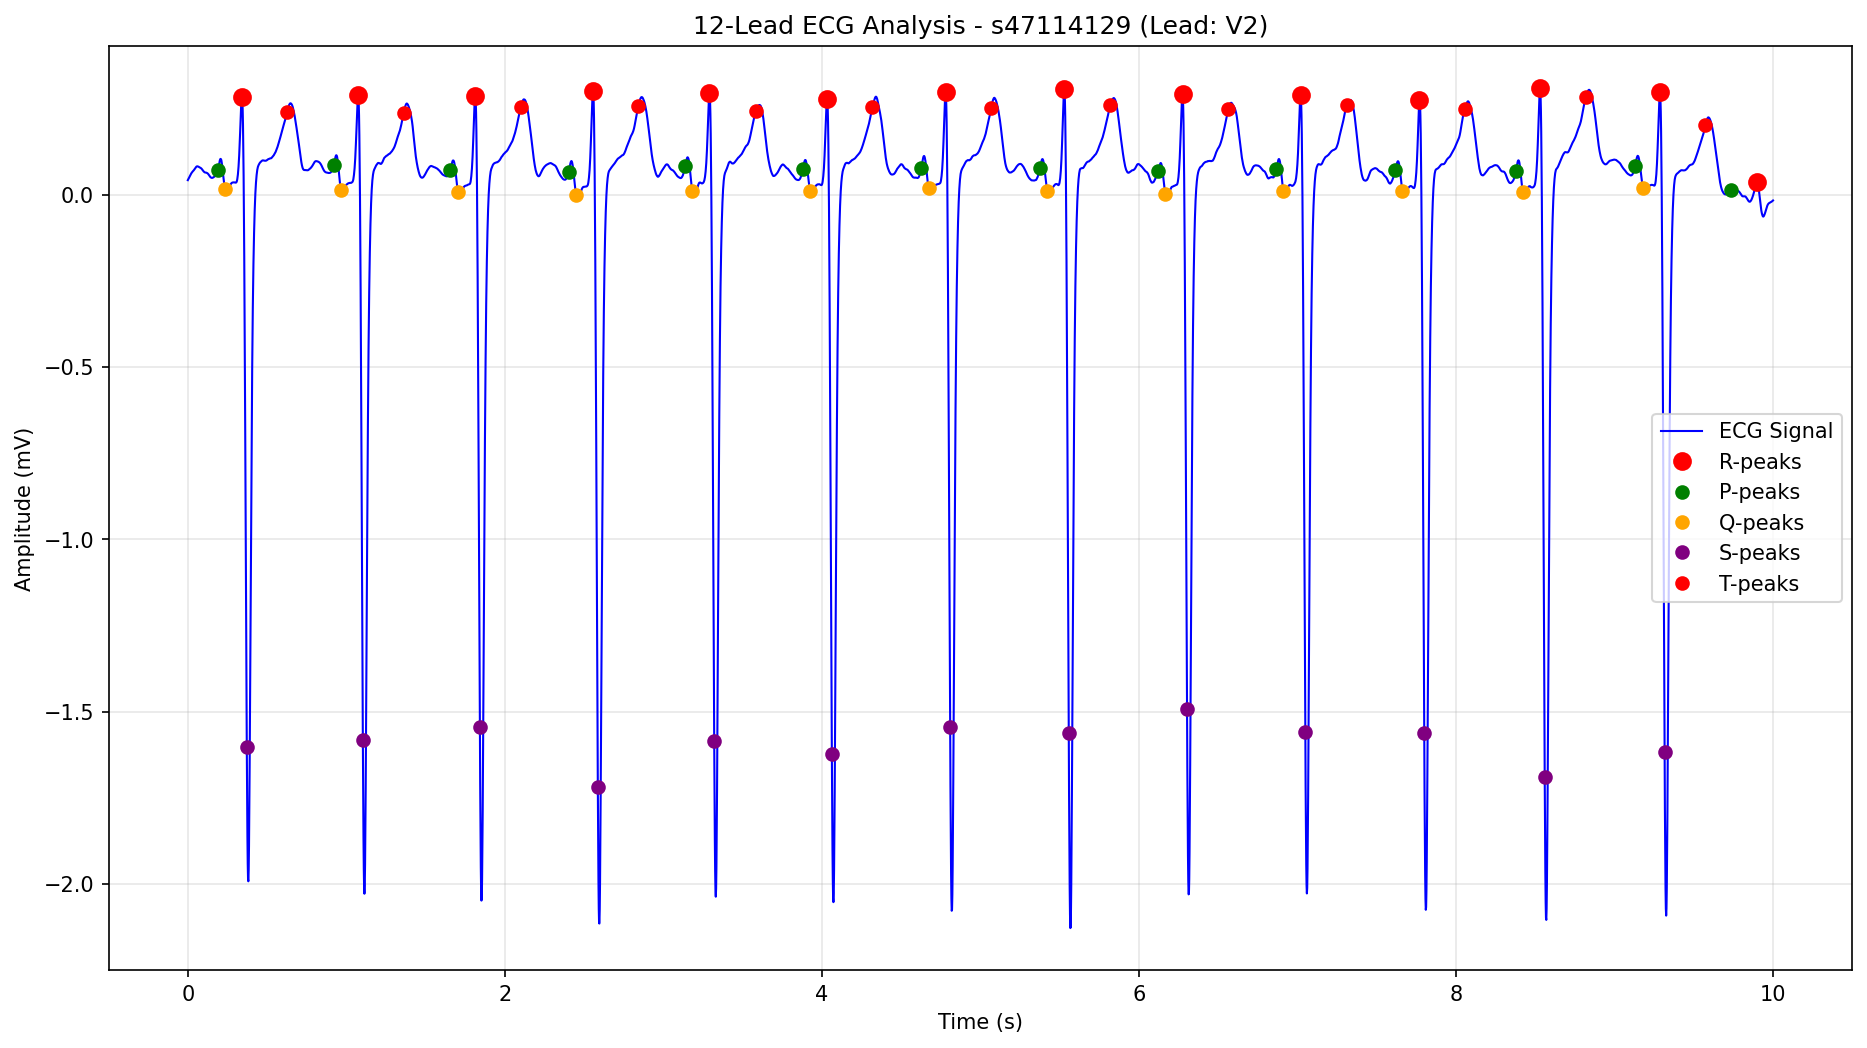 12-Lead ECG Analysis - s47114129 (Lead: V2)
Amplitude (mV)
0.0
−0.5
−1.0
−1.5
−2.0
ECG Signal
R-peaks
P-peaks
Q-peaks
S-peaks
T-peaks
0 2 4 6 8 10
Time (s)